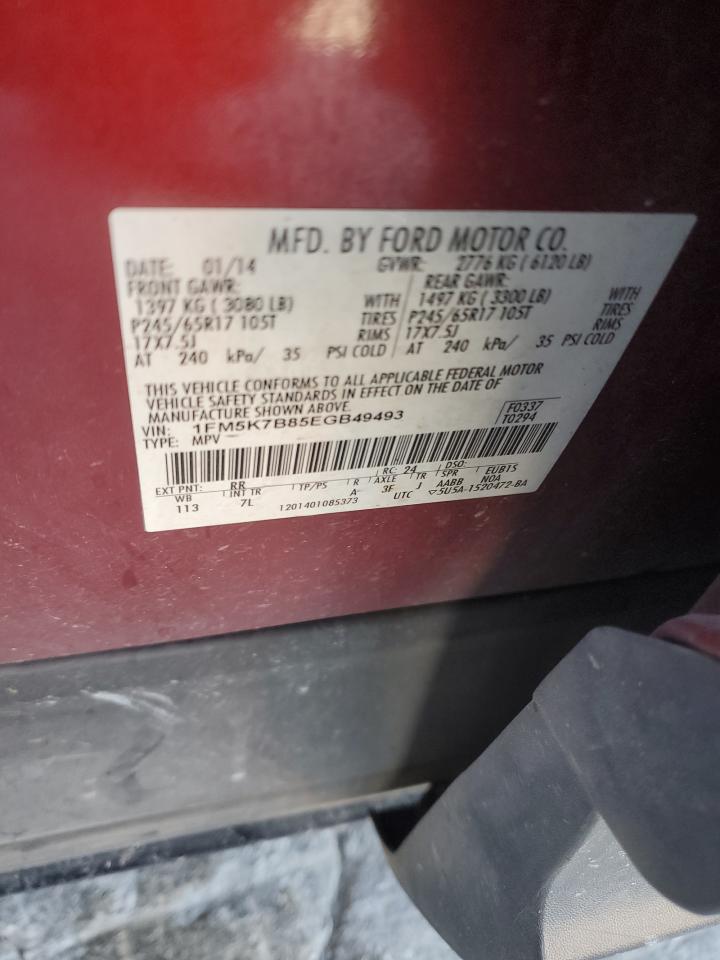 MFD. BY FORD MOTOR CO.
DATE: 01/14 GVWR: 2776 KG ( 6120 LB)
FRONT GAWR: REAR GAWR:
1397 KG ( 3080 LB) WITH 1497 KG ( 3300 LB) WITH
P245/65R17 105T TIRES P245/65R17 105T TIRES
17X7.5J RIMS 17X7.5J RIMS
AT 240 kPa/ 35 PSI COLD AT 240 kPa/ 35 PSI COLD
THIS VEHICLE CONFORMS TO ALL APPLICABLE FEDERAL MOTOR
VEHICLE SAFETY STANDARDS IN EFFECT ON THE DATE OF
MANUFACTURE SHOWN ABOVE.
VIN: 1FM5K7B85EGB49493 F0337
TYPE: MPV T0294
EXT PNT: RR RC: 24 DSO:
WB INT TR TP/PS R AXLE TR SPR EUB15
113 7L A 3F J AABB N0A
1201401085373 UTC ▽5U5A-1520472-BA